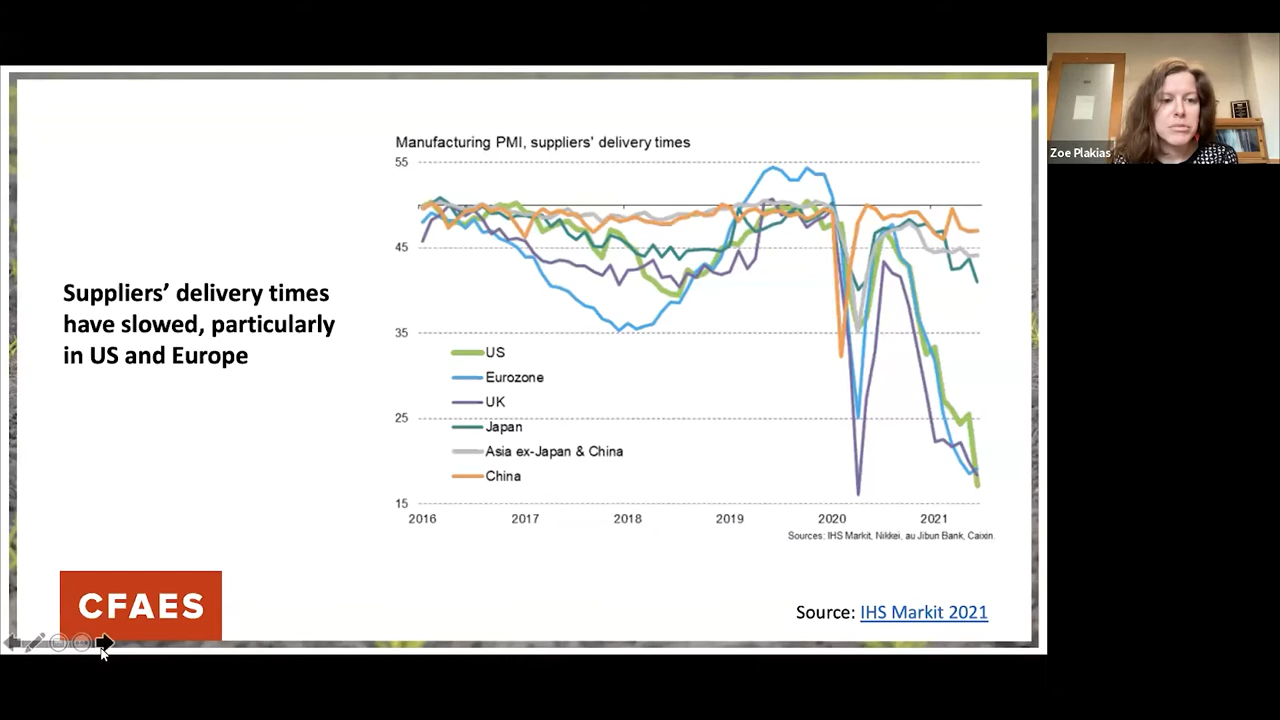 Manufacturing PMI, suppliers' delivery times
55
45
35
25
15
Suppliers' delivery times
have slowed, particularly
in US and Europe
US
Eurozone
UK
Japan
Asia ex-Japan & China
China
2016 2017 2018 2019 2020 2021
Sources: IHS Markit, Nikkei, au Jibun Bank, Caixin.
CFAES
Source: IHS Markit 2021
Zoe Plakias